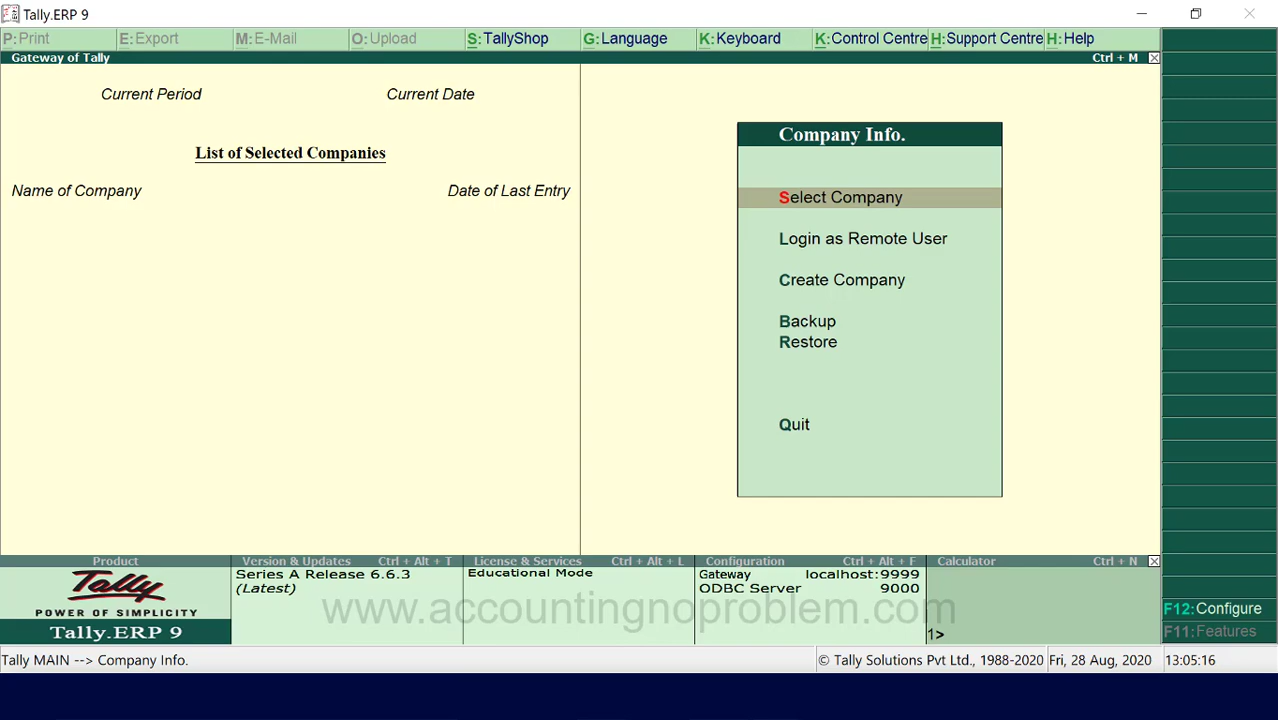 Tally.ERP 9
P: Print E: Export M: E-Mail O: Upload S: TallyShop G: Language K: Keyboard K: Control Centre H: Support Centre H: Help
Gateway of Tally Ctrl + M
Current Period Current Date
List of Selected Companies
Name of Company Date of Last Entry
Company Info.
Select Company
Login as Remote User
Create Company
Backup
Restore
Quit
Product Version & Updates Ctrl + Alt + T License & Services Ctrl + Alt + L Configuration Ctrl + Alt + F Calculator Ctrl + N
Tally
POWER OF SIMPLICITY
Tally.ERP 9
Series A Release 6.6.3
(Latest)
Educational Mode
Gateway localhost:9999
ODBC Server 9000
1>
www.accountingnoproblem.com
F12: Configure
F11: Features
Tally MAIN --> Company Info. © Tally Solutions Pvt Ltd., 1988-2020 Fri, 28 Aug, 2020 13:05:16